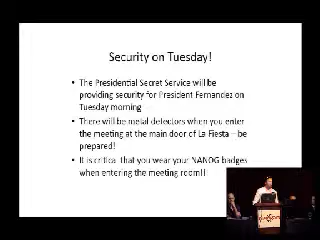 Security on Tuesday!
• The Presidential Secret Service will be
providing security for President Fernandez on
Tuesday morning
• There will be metal detectors when you enter
the meeting at the main door of La Fiesta – be
prepared!
• It is critical that you wear your NANOG badges
when entering the meeting room!!!